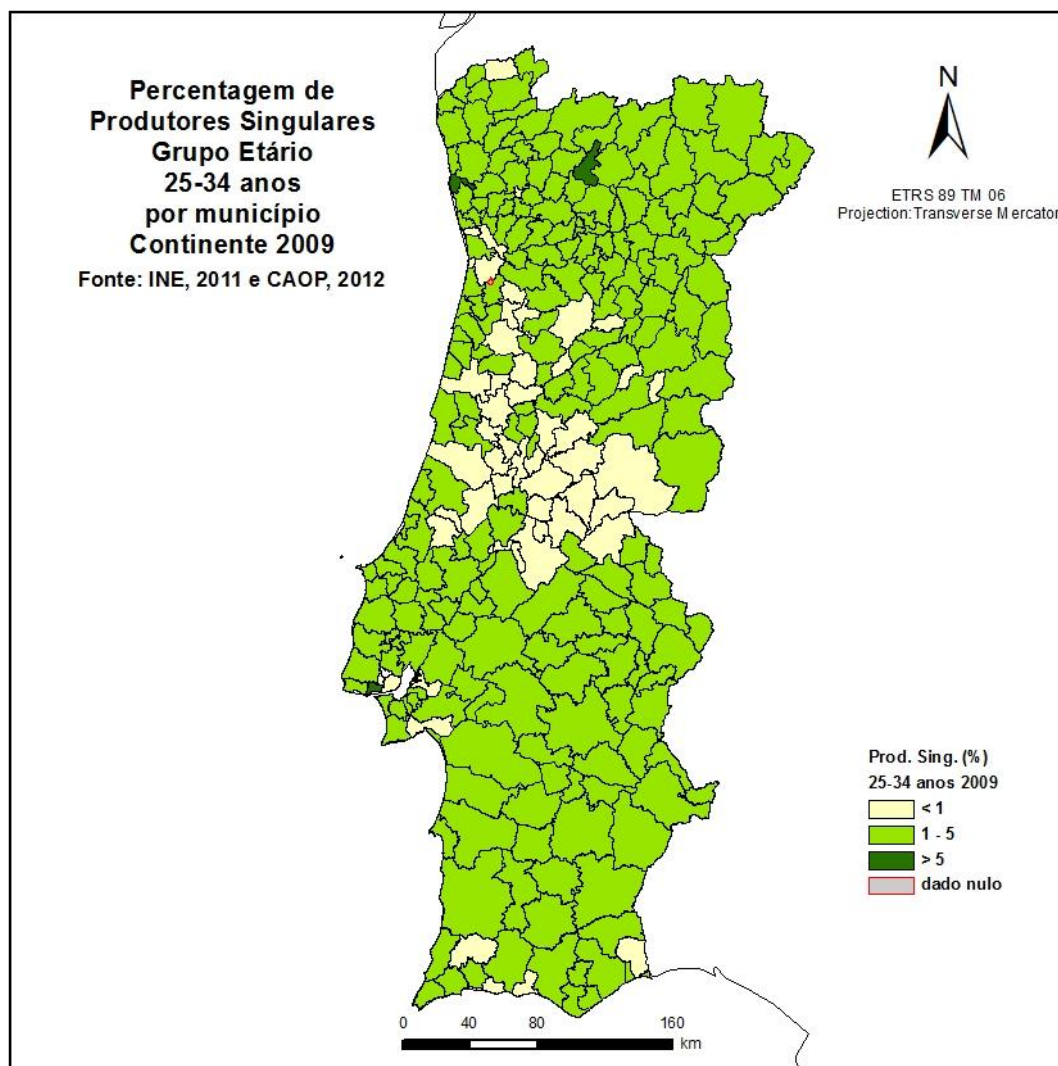 Percentagem de
Produtores Singulares
Grupo Etário
25-34 anos
por município
Continente 2009
Fonte: INE, 2011 e CAOP, 2012
N
ETRS 89 TM 06
Projection: Transverse Mercator
Prod. Sing. (%)
25-34 anos 2009
< 1
1 - 5
> 5
dado nulo
0 40 80 160
km